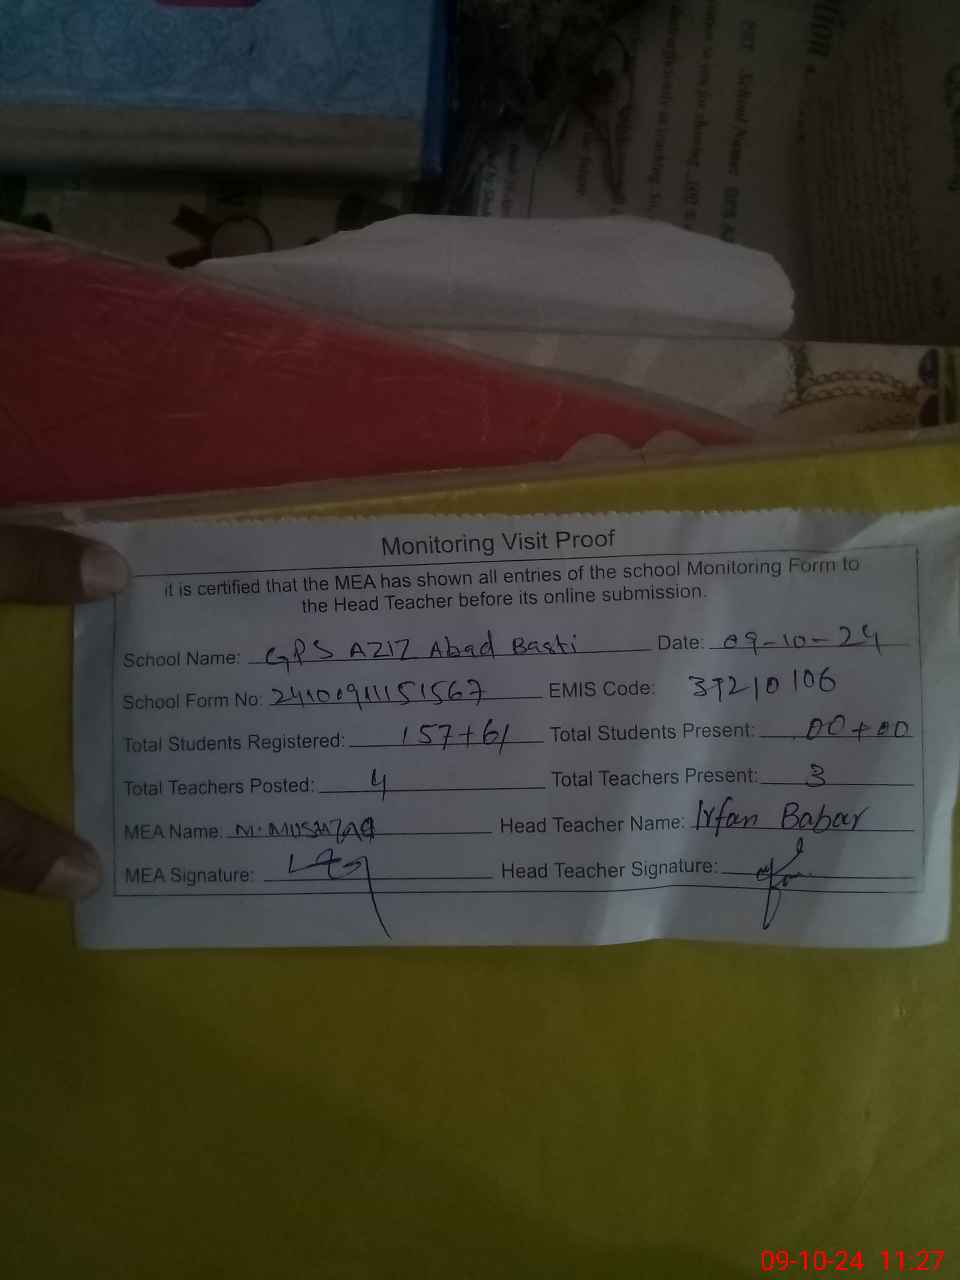 Monitoring Visit Proof
it is certified that the MEA has shown all entries of the school Monitoring Form to
the Head Teacher before its online submission.
School Name: GPS AZIZ Abad Basti Date: 09-10-24
School Form No: 24100911151567 EMIS Code: 37210106
Total Students Registered: 157+61 Total Students Present: 00+00
Total Teachers Posted: 4 Total Teachers Present: 3
MEA Name: M. MUSHTAQ Head Teacher Name: Irfan Babar
MEA Signature: Head Teacher Signature:
09-10-24 11:27